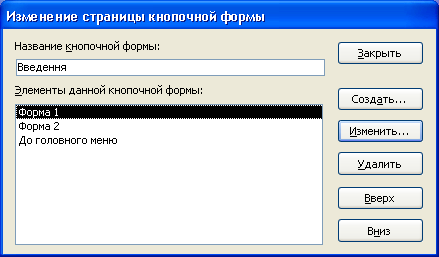 Изменение страницы кнопочной формы
Название кнопочной формы:
Закрыть
Введення
Элементы данной кнопочной формы:
Создать...
Форма 1
Форма 2
До головного меню
Изменить...
Удалить
Вверх
Вниз